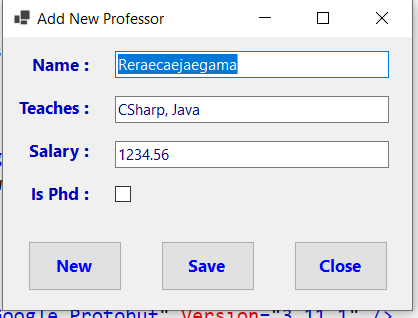 Add New Professor
Name :
Reraecaejaegama
Teaches :
CSharp, Java
Salary :
1234.56
Is Phd :
New
Save
Close
Google Protobuf" Version="3.11.1" />